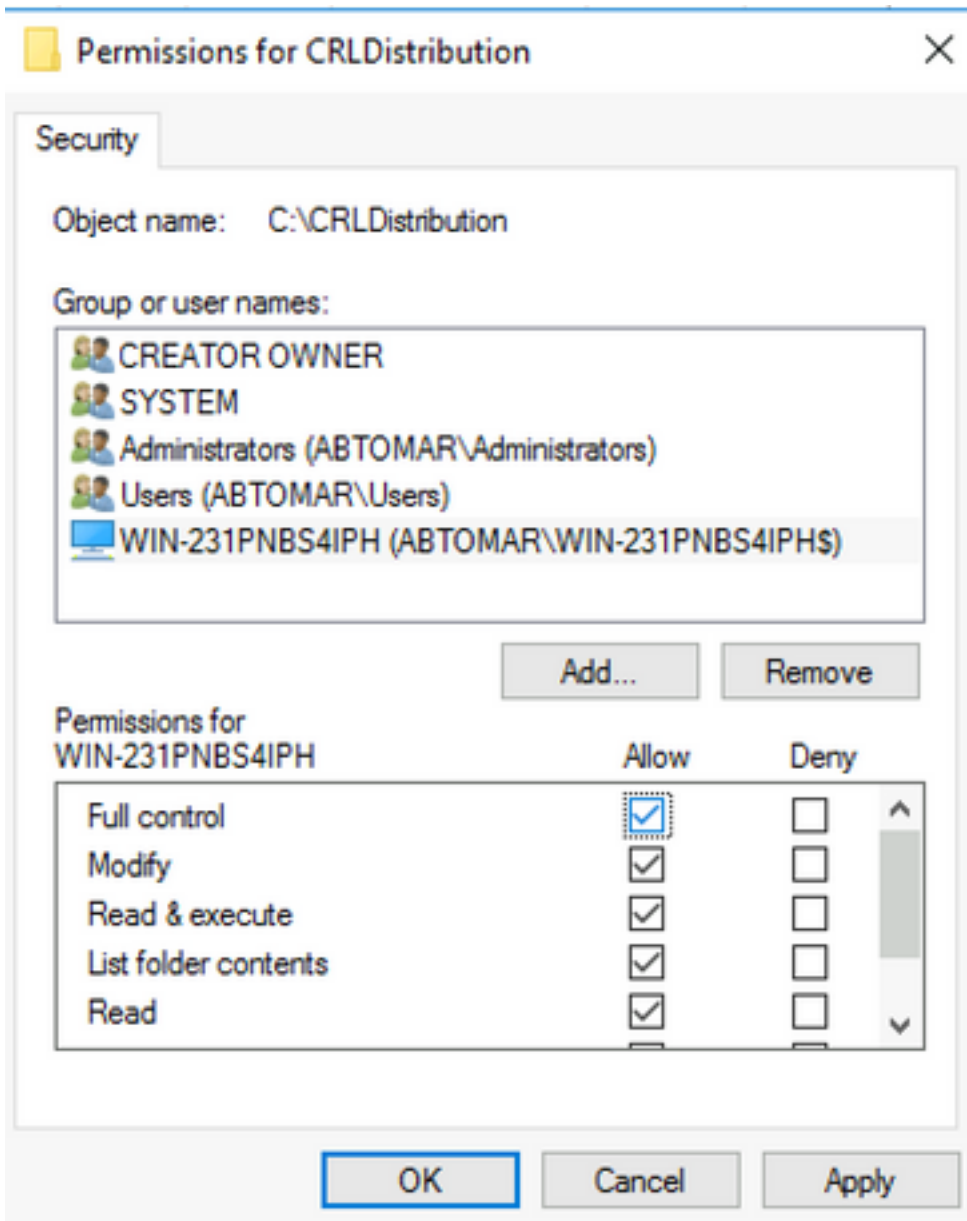 Permissions for CRLDistribution
Security
Object name: C:\CRLDistribution
Group or user names:
CREATOR OWNER
SYSTEM
Administrators (ABTOMAR\Administrators)
Users (ABTOMAR\Users)
WIN-231PNBS4IPH (ABTOMAR\WIN-231PNBS4IPH$)
Add... Remove
Permissions for
WIN-231PNBS4IPH Allow Deny
Full control
Modify
Read & execute
List folder contents
Read
OK Cancel Apply